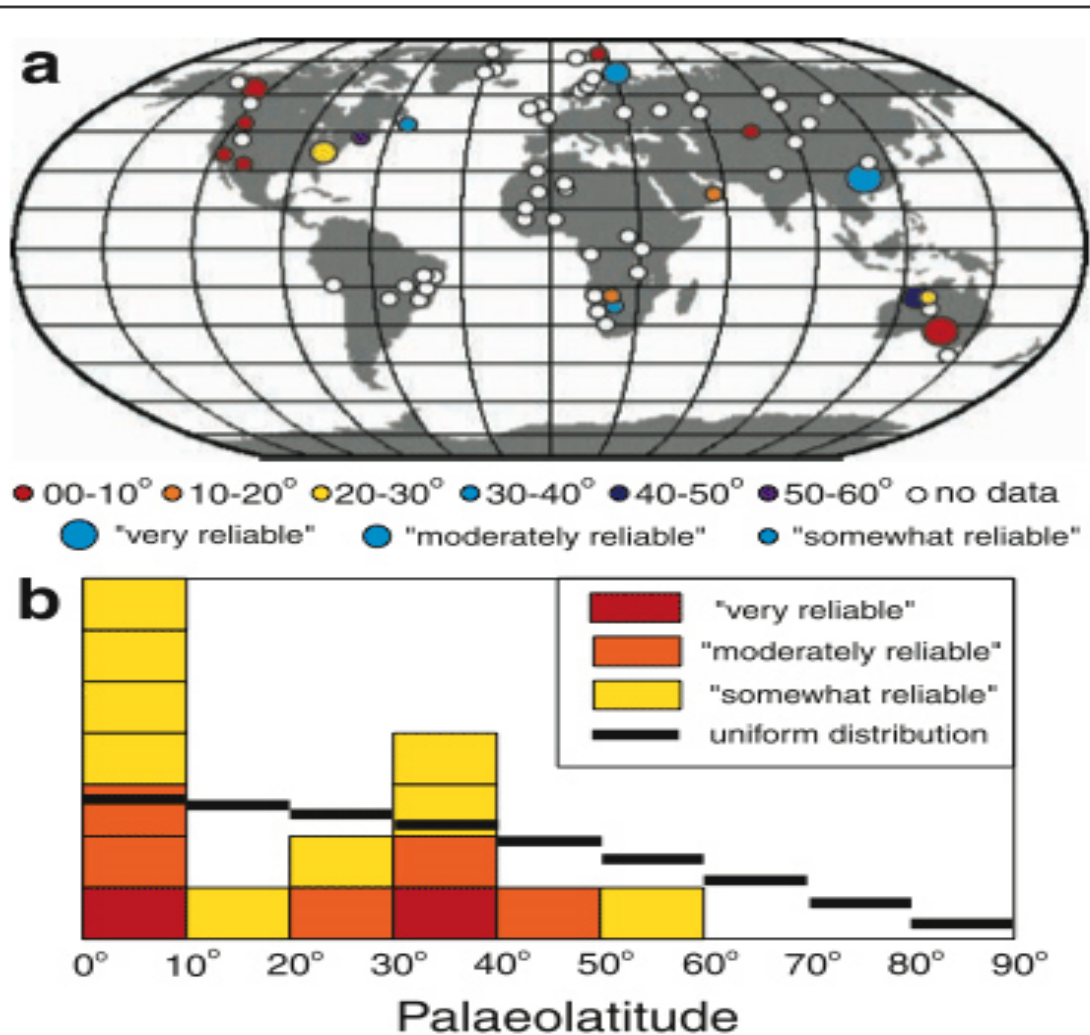 a
00-10° 10-20° 20-30° 30-40° 40-50° 50-60° no data
"very reliable" "moderately reliable" "somewhat reliable"
b
"very reliable"
"moderately reliable"
"somewhat reliable"
uniform distribution
0° 10° 20° 30° 40° 50° 60° 70° 80° 90°
Palaeolatitude